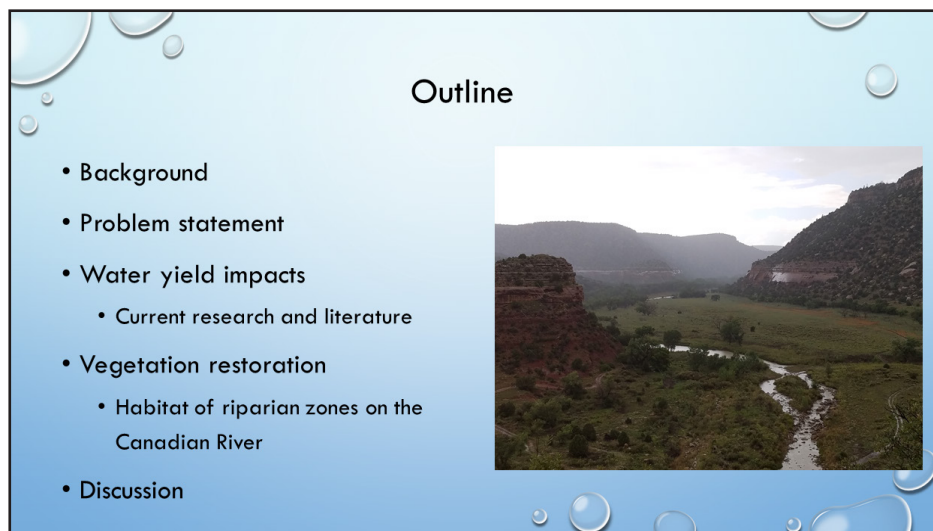 Outline
• Background
• Problem statement
• Water yield impacts
• Current research and literature
• Vegetation restoration
• Habitat of riparian zones on the
Canadian River
• Discussion